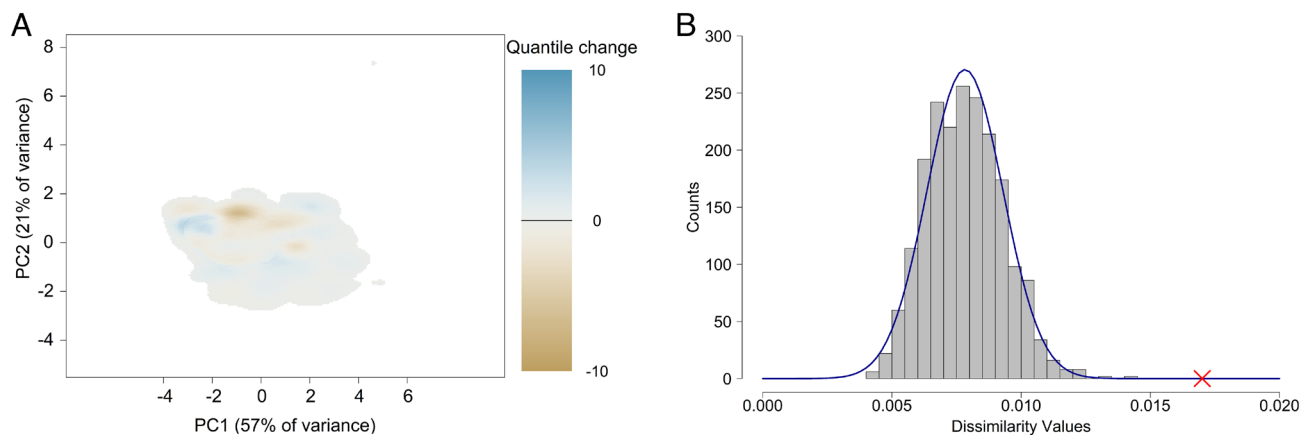 A
8
6
4
2
0
-2
-4
PC2 (21% of variance)
-4 -2 0 2 4 6
PC1 (57% of variance)
Quantile change
10
0
-10
B
300
250
200
150
100
50
0
Counts
0.000 0.005 0.010 0.015 0.020
Dissimilarity Values